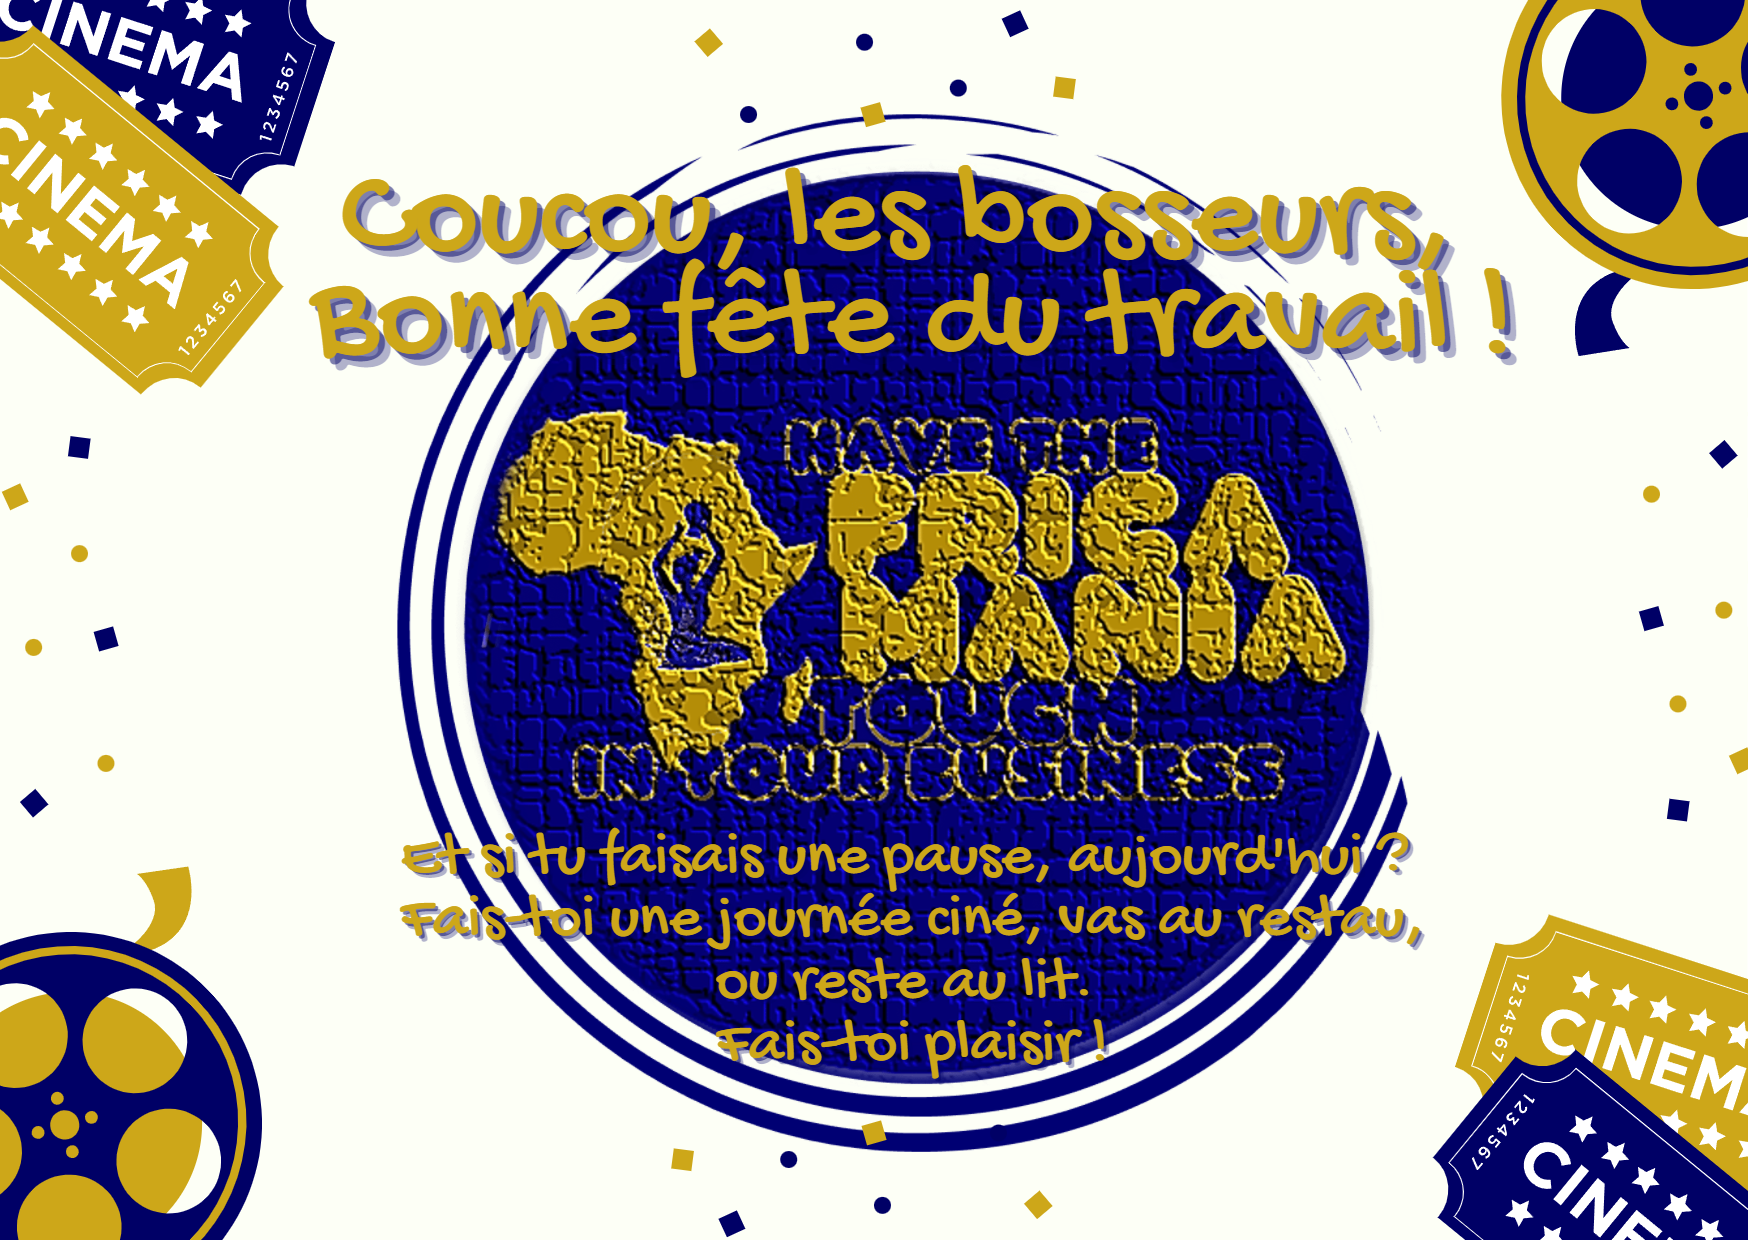 CINEMA
1234567
CINEMA
1234567
Coucou, les bosseurs,
Bonne fête du travail !
HAVE THE
FRISA
MANIA
TOUCH
IN YOUR BUSINESS
Et si tu faisais une pause, aujourd'hui ?
Fais-toi une journée ciné, vas au restau,
ou reste au lit.
Fais-toi plaisir !
1234567
CINEM
1234567
CINE